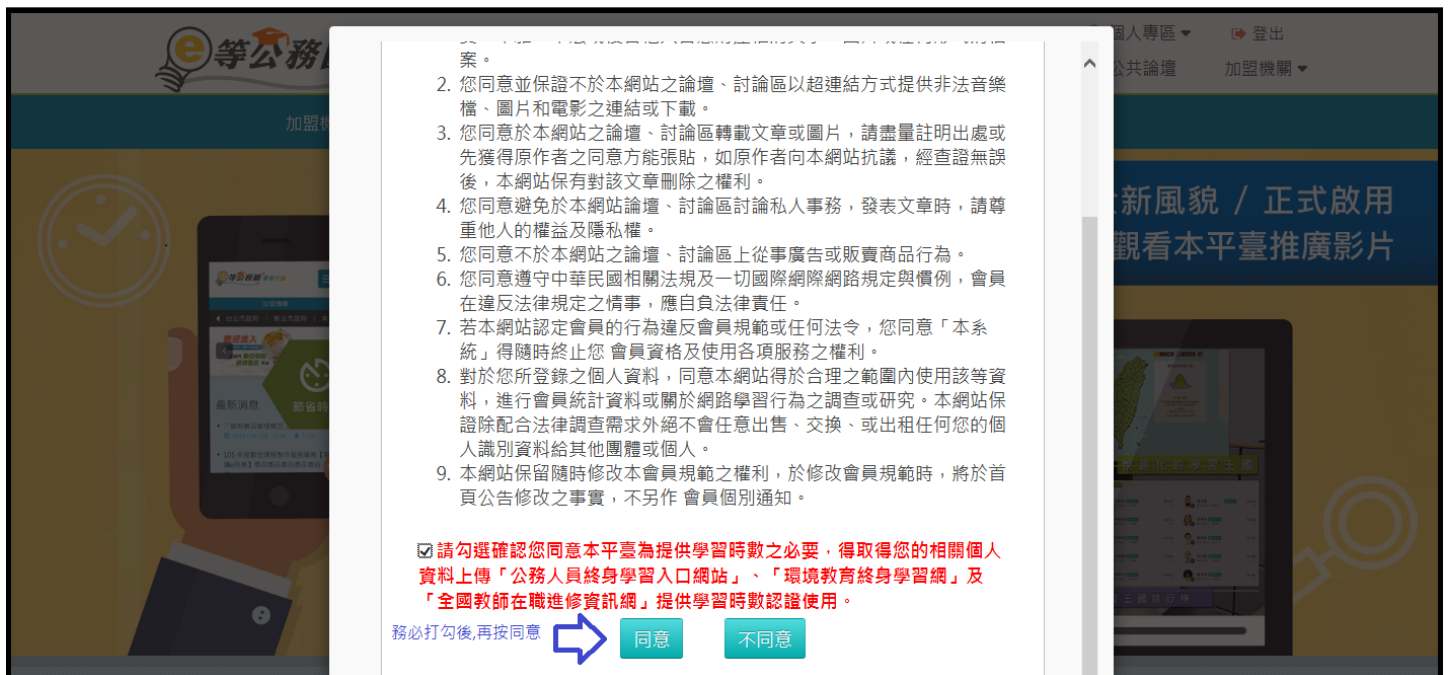 e等公務
個人專區
登出
公共論壇
加盟機關
加盟機
案。
2. 您同意並保證不於本網站之論壇、討論區以超連結方式提供非法音樂
檔、圖片和電影之連結或下載。
3. 您同意於本網站之論壇、討論區轉載文章或圖片，請盡量註明出處或
先獲得原作者之同意方能張貼，如原作者向本網站抗議，經查證無誤
後，本網站保有對該文章刪除之權利。
4. 您同意避免於本網站論壇、討論區討論私人事務，發表文章時，請尊
重他人的權益及隱私權。
5. 您同意不於本網站之論壇、討論區上從事廣告或販賣商品行為。
6. 您同意遵守中華民國相關法規及一切國際網際網路規定與慣例，會員
在違反法律規定之情事，應自負法律責任。
7. 若本網站認定會員的行為違反會員規範或任何法令，您同意「本系
統」得隨時終止您 會員資格及使用各項服務之權利。
8. 對於您所登錄之個人資料，同意本網站得於合理之範圍內使用該等資
料，進行會員統計資料或關於網路學習行為之調查或研究。本網站保
證除配合法律調查需求外絕不會任意出售、交換、或出租任何您的個
人識別資料給其他團體或個人。
9. 本網站保留隨時修改本會員規範之權利，於修改會員規範時，將於首
頁公告修改之事實，不另作 會員個別通知。
請勾選確認您同意本平臺為提供學習時數之必要，得取得您的相關個人
資料上傳「公務人員終身學習入口網站」、「環境教育終身學習網」及
「全國教師在職進修資訊網」提供學習時數認證使用。
務必打勾後,再按同意
同意
不同意
新風貌 / 正式啟用
觀看本平臺推廣影片
最新消息
節省時